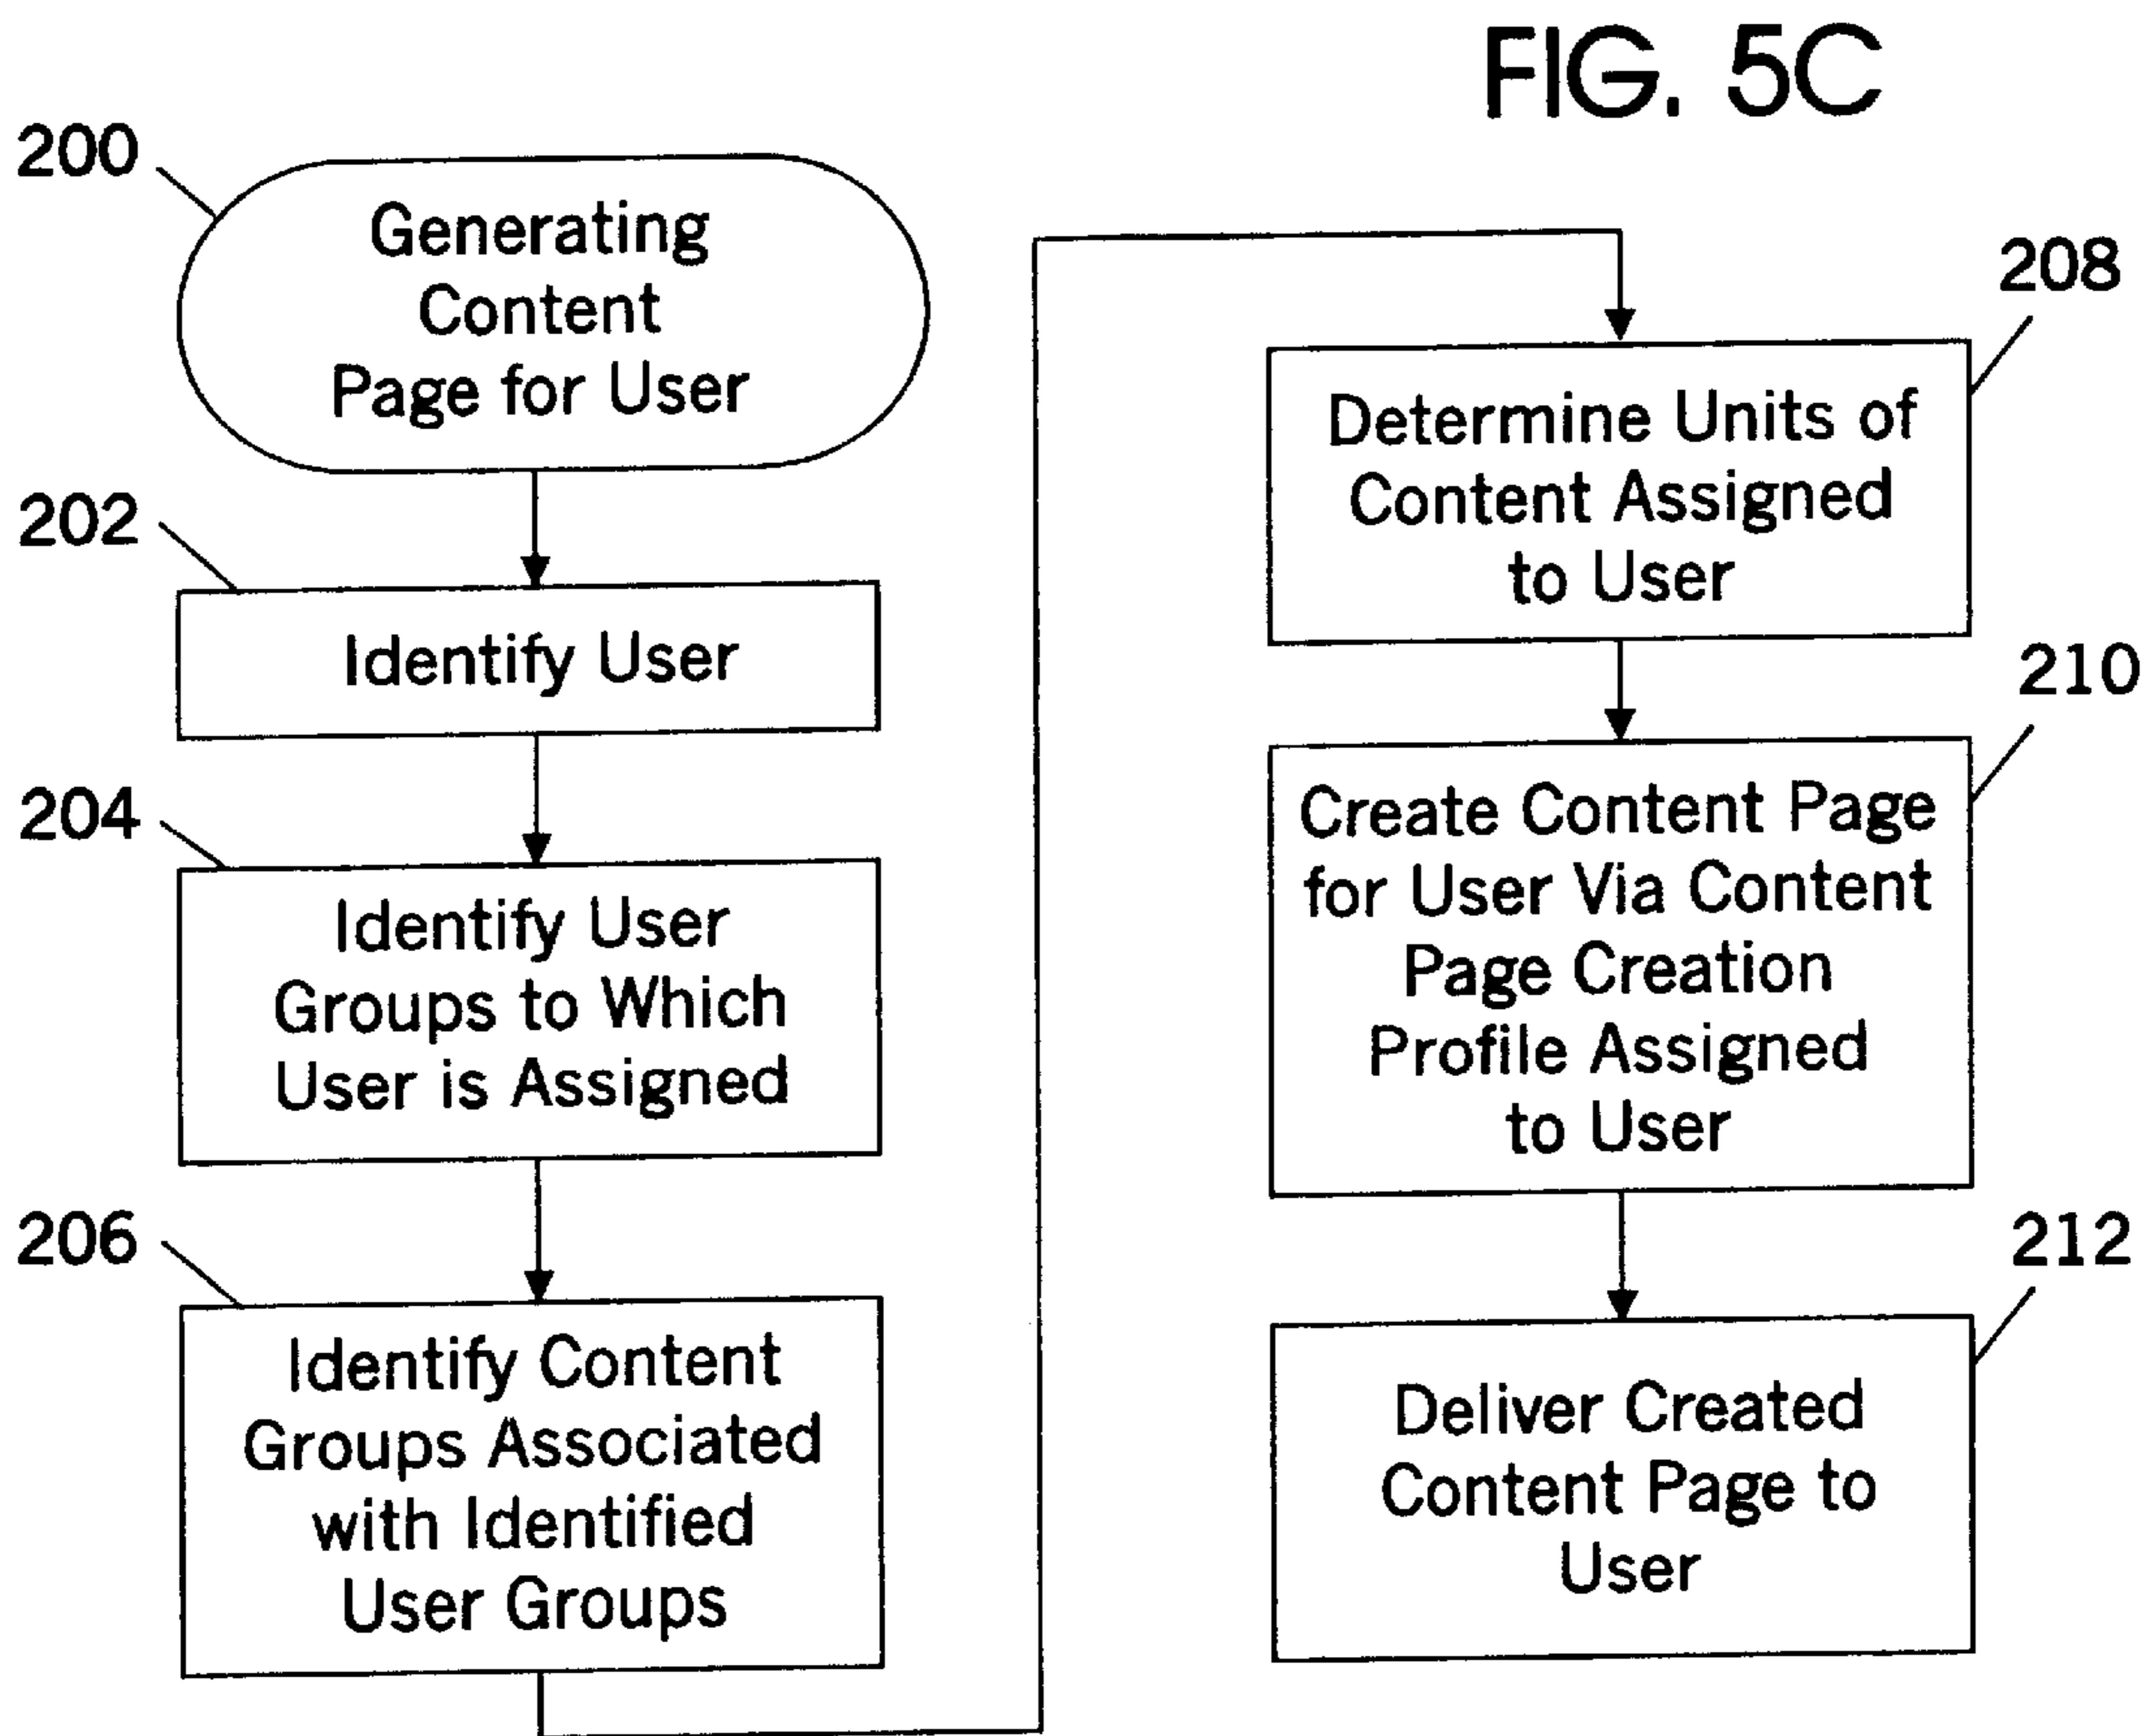 FIG. 5C
200
Generating
Content
Page for User
202
Identify User
204
Identify User
Groups to Which
User is Assigned
206
Identify Content
Groups Associated
with Identified
User Groups
208
Determine Units of
Content Assigned
to User
210
Create Content Page
for User Via Content
Page Creation
Profile Assigned
to User
212
Deliver Created
Content Page to
User